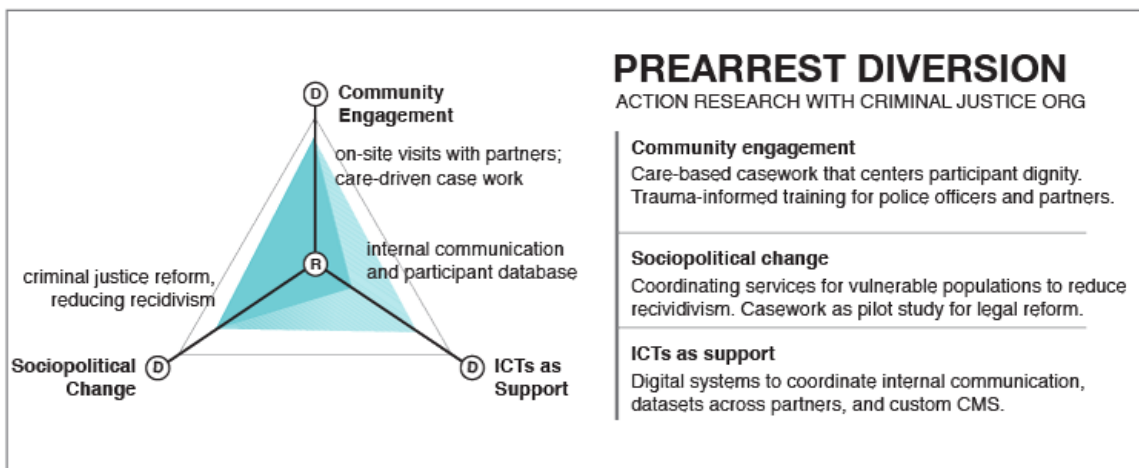 D
Community
Engagement
on-site visits with partners;
care-driven case work
internal communication
and participant database
R
criminal justice reform,
reducing recidivism
Sociopolitical
Change
D
D
ICTs as
Support
PREARREST DIVERSION
ACTION RESEARCH WITH CRIMINAL JUSTICE ORG
Community engagement
Care-based casework that centers participant dignity.
Trauma-informed training for police officers and partners.
Sociopolitical change
Coordinating services for vulnerable populations to reduce
recividivism. Casework as pilot study for legal reform.
ICTs as support
Digital systems to coordinate internal communication,
datasets across partners, and custom CMS.